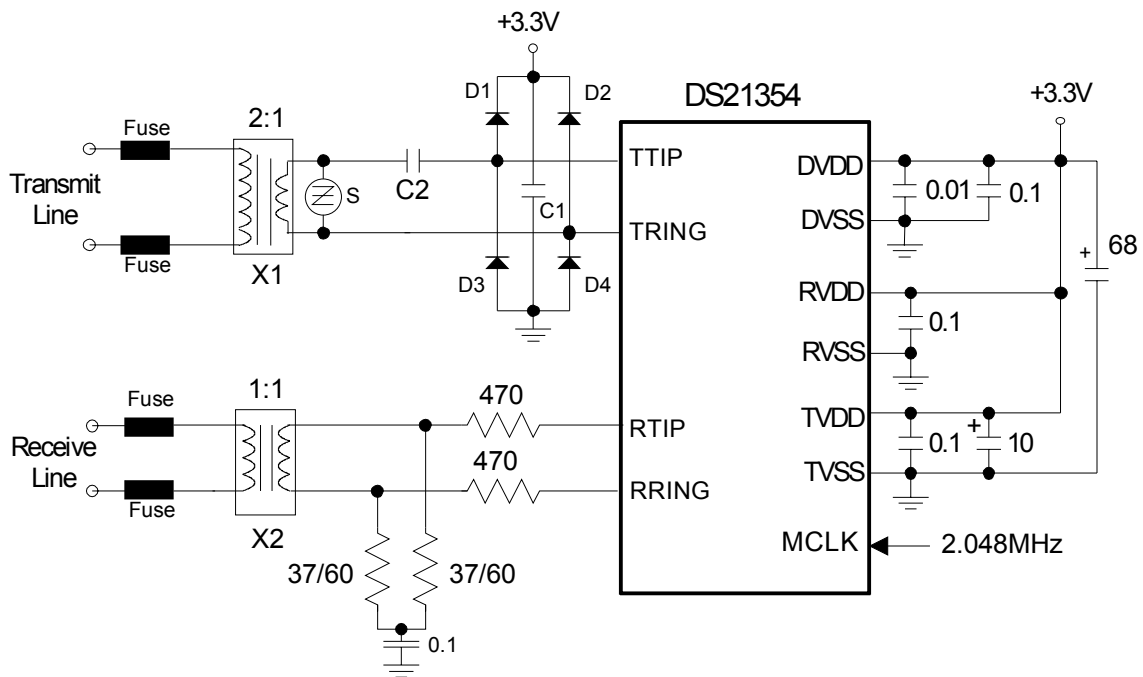 +3.3V
D1
D2
DS21354
+3.3V
Fuse
2:1
TTIP
DVDD
Transmit
Line
S
C2
C1
0.01
0.1
DVSS
TRING
Fuse
X1
D3
D4
68
+
RVDD
0.1
RVSS
Fuse
1:1
470
TVDD
RTIP
+
Receive
Line
470
0.1
10
TVSS
RRING
Fuse
X2
MCLK
2.048MHz
37/60
37/60
0.1